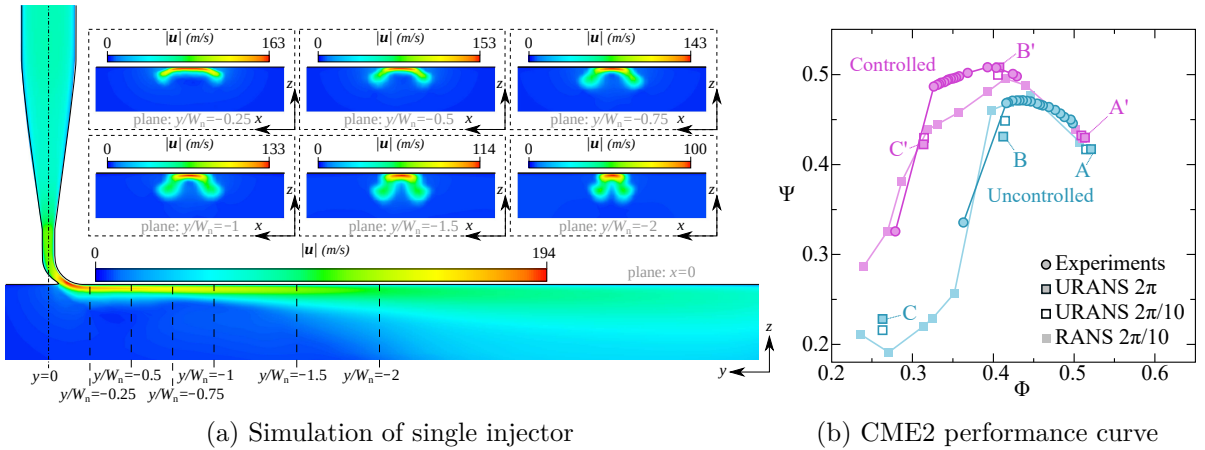 |u| (m/s)
0 163
plane: y/Wₙ=−0.25
z
x
|u| (m/s)
0 153
plane: y/Wₙ=−0.5
z
x
|u| (m/s)
0 143
plane: y/Wₙ=−0.75
z
x
|u| (m/s)
0 133
plane: y/Wₙ=−1
z
x
|u| (m/s)
0 114
plane: y/Wₙ=−1.5
z
x
|u| (m/s)
0 100
plane: y/Wₙ=−2
z
x
|u| (m/s)
0 194
plane: x=0
z
y
y=0 y/Wₙ=−0.5 y/Wₙ=−1 y/Wₙ=−1.5 y/Wₙ=−2
y/Wₙ=−0.25 y/Wₙ=−0.75
(a) Simulation of single injector
0.5
0.4
0.3
0.2
Ψ
Controlled
B'
A'
C'
B
A
Uncontrolled
C
Experiments
URANS 2π
URANS 2π/10
RANS 2π/10
0.2 0.3 0.4 0.5 0.6
Φ
(b) CME2 performance curve